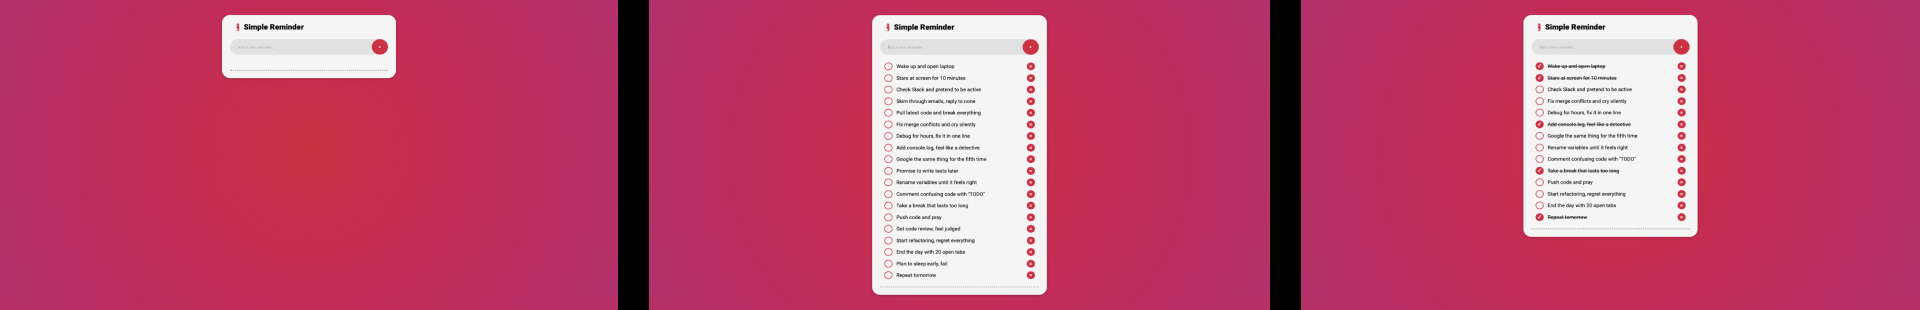 Simple Reminder
Add a new reminder...
+
Simple Reminder
Add a new reminder...
+
Wake up and open laptop
Stare at screen for 10 minutes
Check Slack and pretend to be active
Skim through emails, reply to none
Pull latest code and break everything
Fix merge conflicts and cry silently
Debug for hours, fix it in one line
Add console.log, feel like a detective
Google the same thing for the fifth time
Promise to write tests later
Rename variables until it feels right
Comment confusing code with "TODO"
Take a break that lasts too long
Push code and pray
Get code review, feel judged
Start refactoring, regret everything
End the day with 20 open tabs
Plan to sleep early, fail
Repeat tomorrow
Simple Reminder
Add a new reminder...
+
Wake up and open laptop
Stare at screen for 10 minutes
Check Slack and pretend to be active
Fix merge conflicts and cry silently
Debug for hours, fix it in one line
Add console.log, feel like a detective
Google the same thing for the fifth time
Rename variables until it feels right
Comment confusing code with "TODO"
Take a break that lasts too long
Push code and pray
Start refactoring, regret everything
End the day with 20 open tabs
Repeat tomorrow